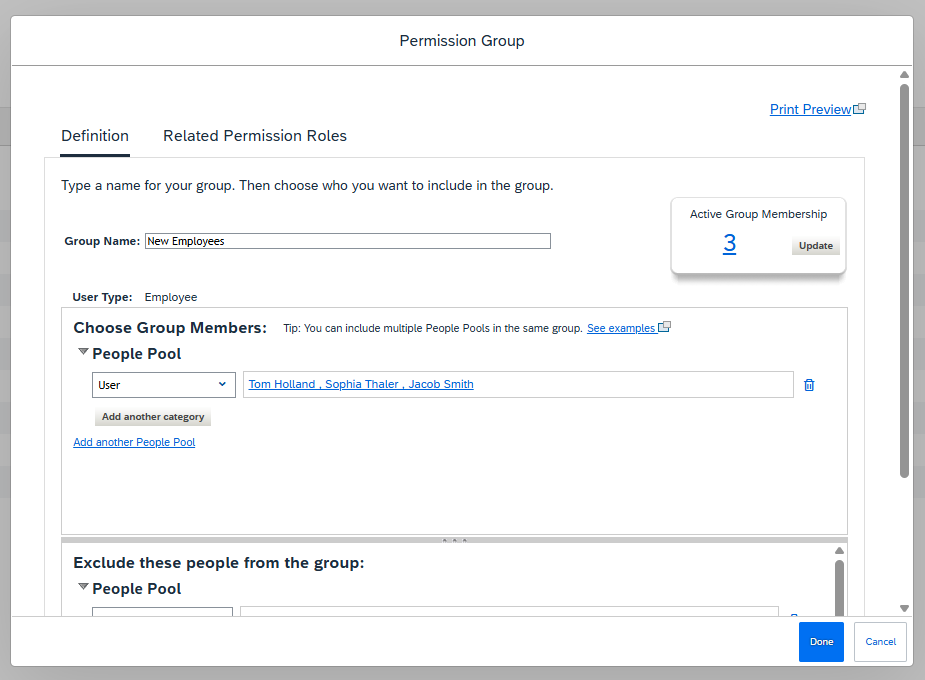 Permission Group
Print Preview
Definition
Related Permission Roles
Type a name for your group. Then choose who you want to include in the group.
Active Group Membership
3
Update
Group Name: New Employees
User Type: Employee
Choose Group Members: Tip: You can include multiple People Pools in the same group. See examples
People Pool
User
Tom Holland , Sophia Thaler , Jacob Smith
Add another category
Add another People Pool
Exclude these people from the group:
People Pool
Done
Cancel